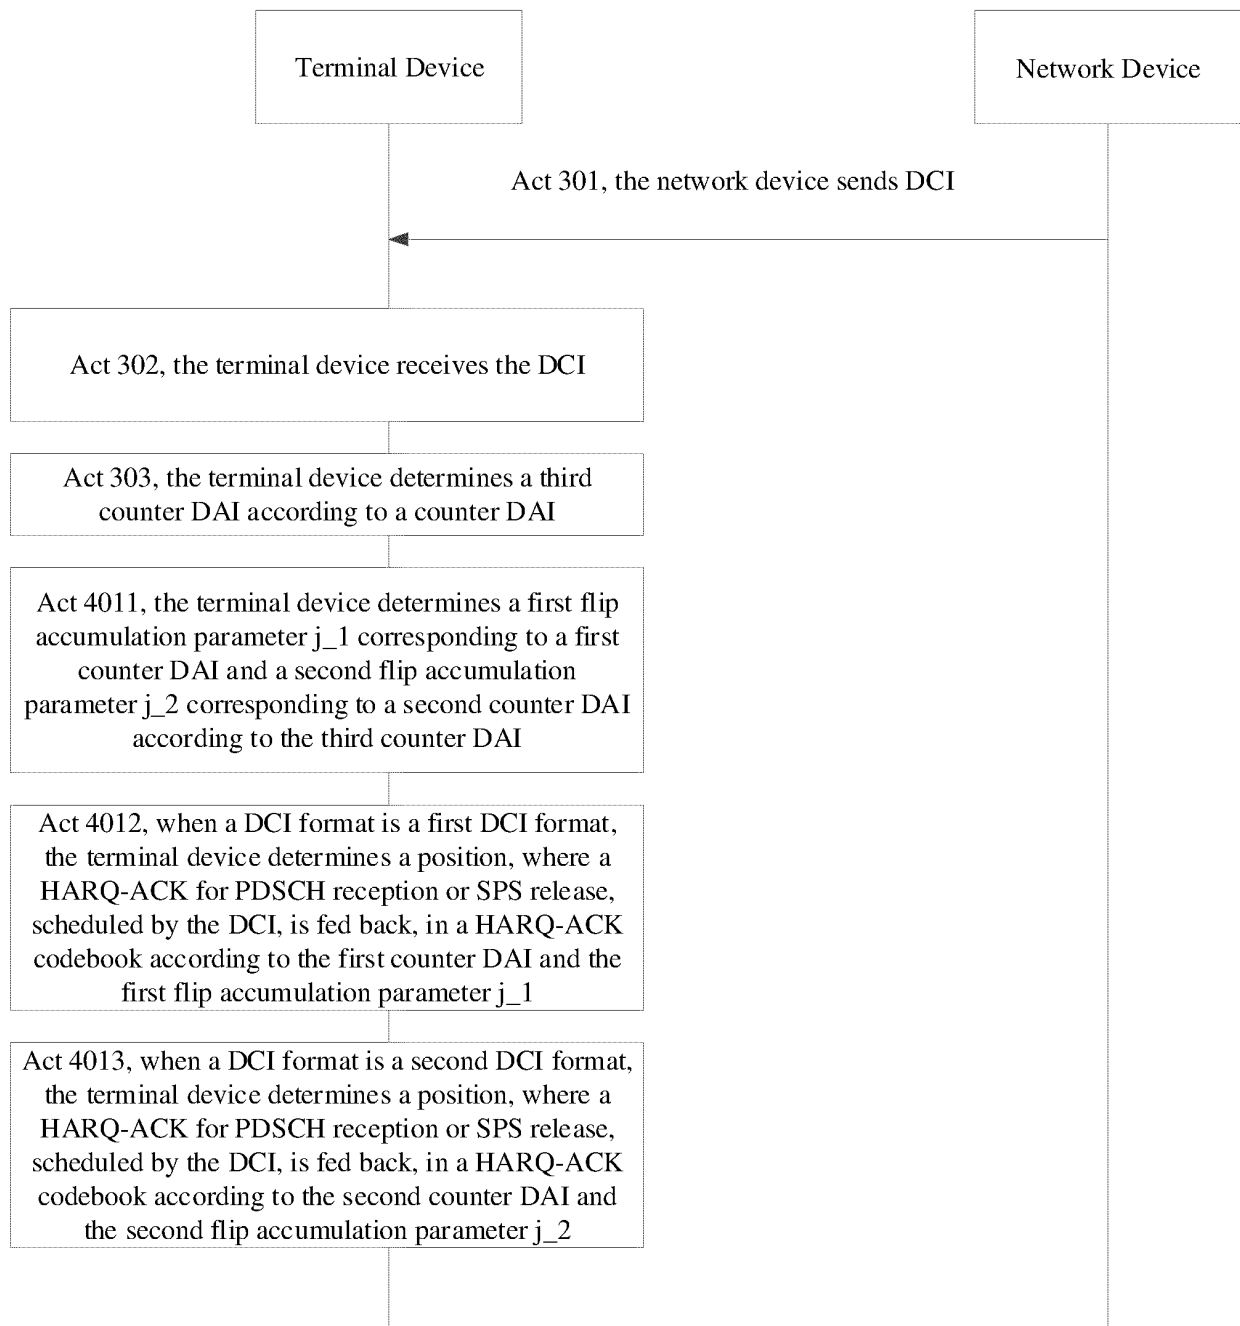 Terminal Device
Network Device
Act 301, the network device sends DCI
Act 302, the terminal device receives the DCI
Act 303, the terminal device determines a third
counter DAI according to a counter DAI
Act 4011, the terminal device determines a first flip
accumulation parameter j_1 corresponding to a first
counter DAI and a second flip accumulation
parameter j_2 corresponding to a second counter DAI
according to the third counter DAI
Act 4012, when a DCI format is a first DCI format,
the terminal device determines a position, where a
HARQ-ACK for PDSCH reception or SPS release,
scheduled by the DCI, is fed back, in a HARQ-ACK
codebook according to the first counter DAI and the
first flip accumulation parameter j_1
Act 4013, when a DCI format is a second DCI format,
the terminal device determines a position, where a
HARQ-ACK for PDSCH reception or SPS release,
scheduled by the DCI, is fed back, in a HARQ-ACK
codebook according to the second counter DAI and
the second flip accumulation parameter j_2